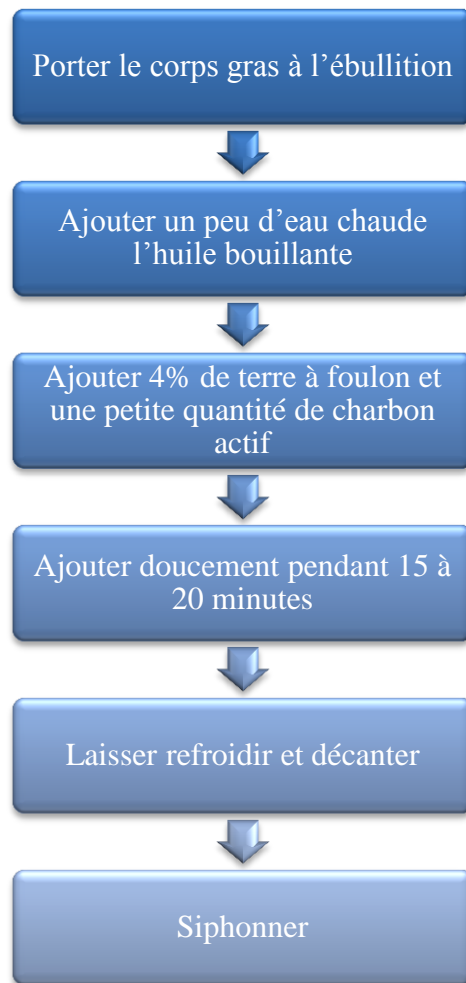 Porter le corps gras à l’ébullition
Ajouter un peu d’eau chaude
l’huile bouillante
Ajouter 4% de terre à foulon et
une petite quantité de charbon
actif
Ajouter doucement pendant 15 à
20 minutes
Laisser refroidir et décanter
Siphonner